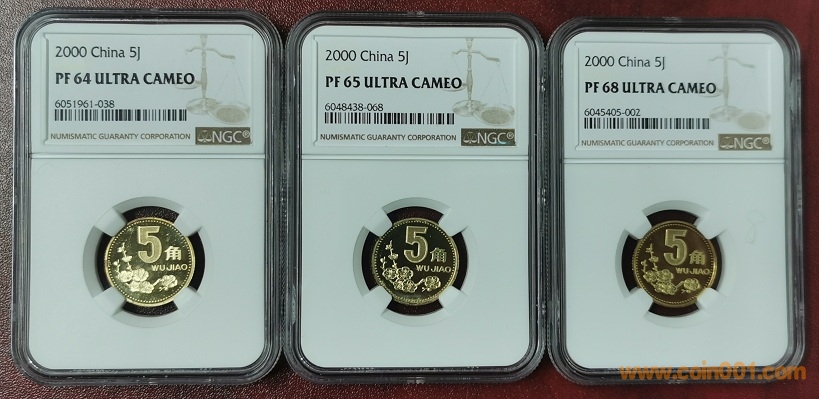 2000 China 5J
PF 64 ULTRA CAMEO
6051961-038
NUMISMATIC GUARANTY CORPORATION
NGC®
5角
WU JIAO
2000 China 5J
PF 65 ULTRA CAMEO
6048438-068
NUMISMATIC GUARANTY CORPORATION
NGC®
5角
WU JIAO
2000 China 5J
PF 68 ULTRA CAMEO
6045405-002
NUMISMATIC GUARANTY CORPORATION
NGC®
5角
WU JIAO
www.coin001.com